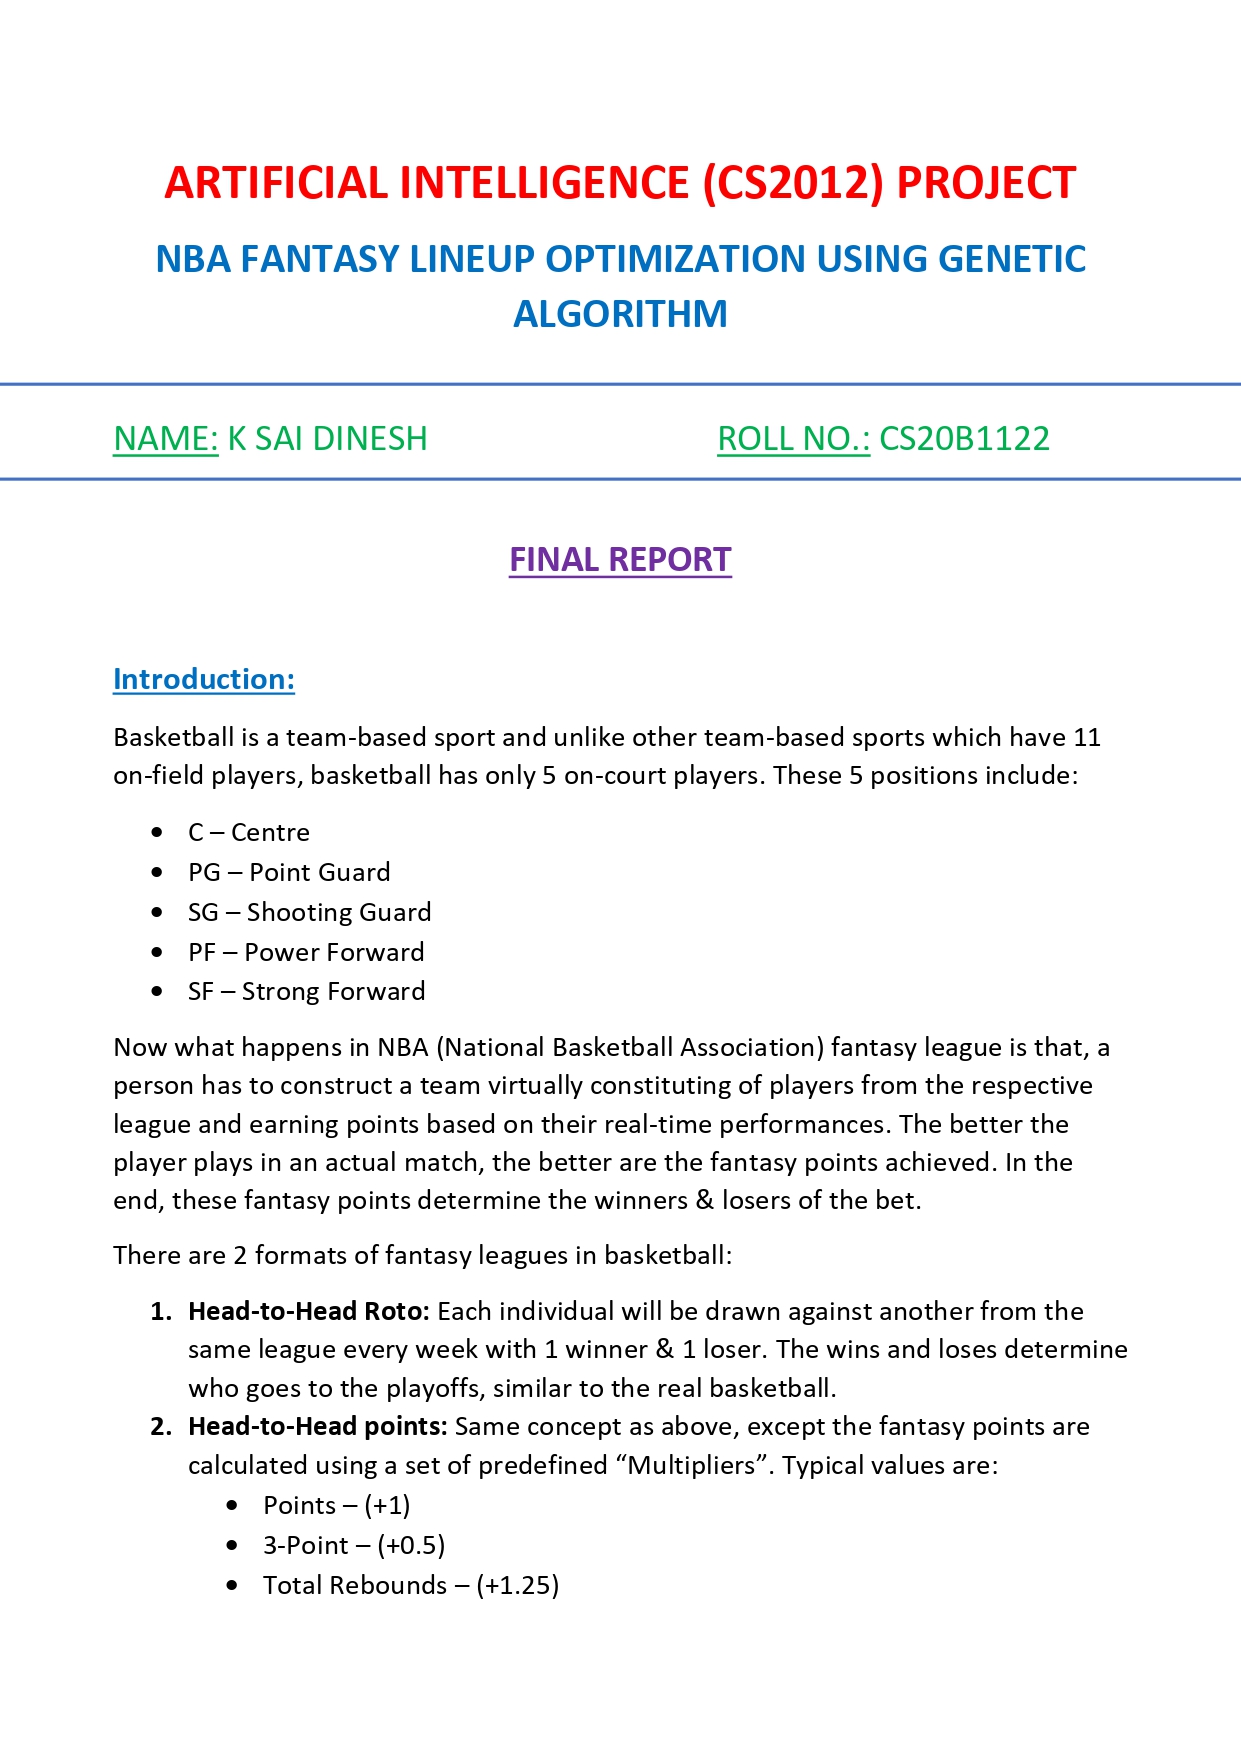 ARTIFICIAL INTELLIGENCE (CS2012) PROJECT
NBA FANTASY LINEUP OPTIMIZATION USING GENETIC
ALGORITHM
NAME: K SAI DINESH ROLL NO.: CS20B1122
FINAL REPORT
Introduction:
Basketball is a team-based sport and unlike other team-based sports which have 11
on-field players, basketball has only 5 on-court players. These 5 positions include:
• C – Centre
• PG – Point Guard
• SG – Shooting Guard
• PF – Power Forward
• SF – Strong Forward
Now what happens in NBA (National Basketball Association) fantasy league is that, a
person has to construct a team virtually constituting of players from the respective
league and earning points based on their real-time performances. The better the
player plays in an actual match, the better are the fantasy points achieved. In the
end, these fantasy points determine the winners & losers of the bet.
There are 2 formats of fantasy leagues in basketball:
1. Head-to-Head Roto: Each individual will be drawn against another from the
same league every week with 1 winner & 1 loser. The wins and loses determine
who goes to the playoffs, similar to the real basketball.
2. Head-to-Head points: Same concept as above, except the fantasy points are
calculated using a set of predefined “Multipliers”. Typical values are:
• Points – (+1)
• 3-Point – (+0.5)
• Total Rebounds – (+1.25)